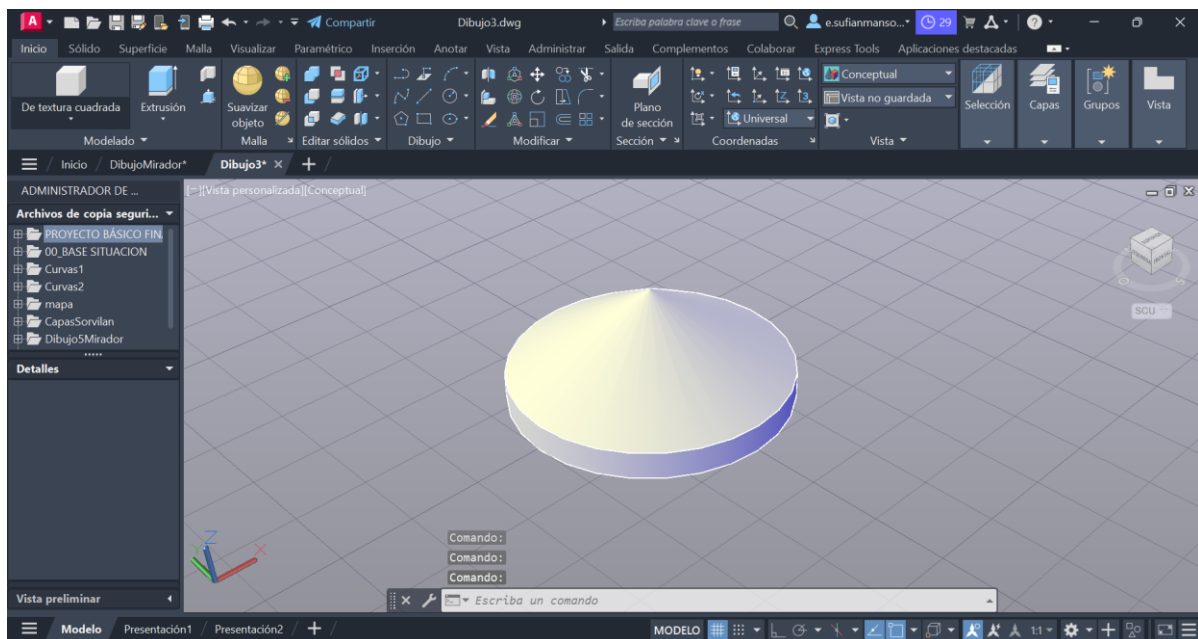 A Compartir Dibujo3.dwg Escriba palabra clave o frase e.sufianmanso... 29
Inicio Sólido Superficie Malla Visualizar Paramétrico Inserción Anotar Vista Administrar Salida Complementos Colaborar Express Tools Aplicaciones destacadas
De textura cuadrada Extrusión Suavizar objeto Plano de sección Universal Conceptual Vista no guardada Selección Capas Grupos Vista
Modelado Malla Editar sólidos Dibujo Modificar Sección Coordenadas Vista
Inicio / DibujoMirador* Dibujo3*
ADMINISTRADOR DE ... [−][Vista personalizada][Conceptual]
Archivos de copia seguri...
PROYECTO BÁSICO FIN
00_BASE SITUACION
Curvas1
Curvas2
mapa
SCU
CapasSorvilan
Dibujo5Mirador
Detalles
Z
Y X
Comando:
Comando:
Comando:
Vista preliminar Escriba un comando
Modelo Presentación1 / Presentación2 MODELO 1:1